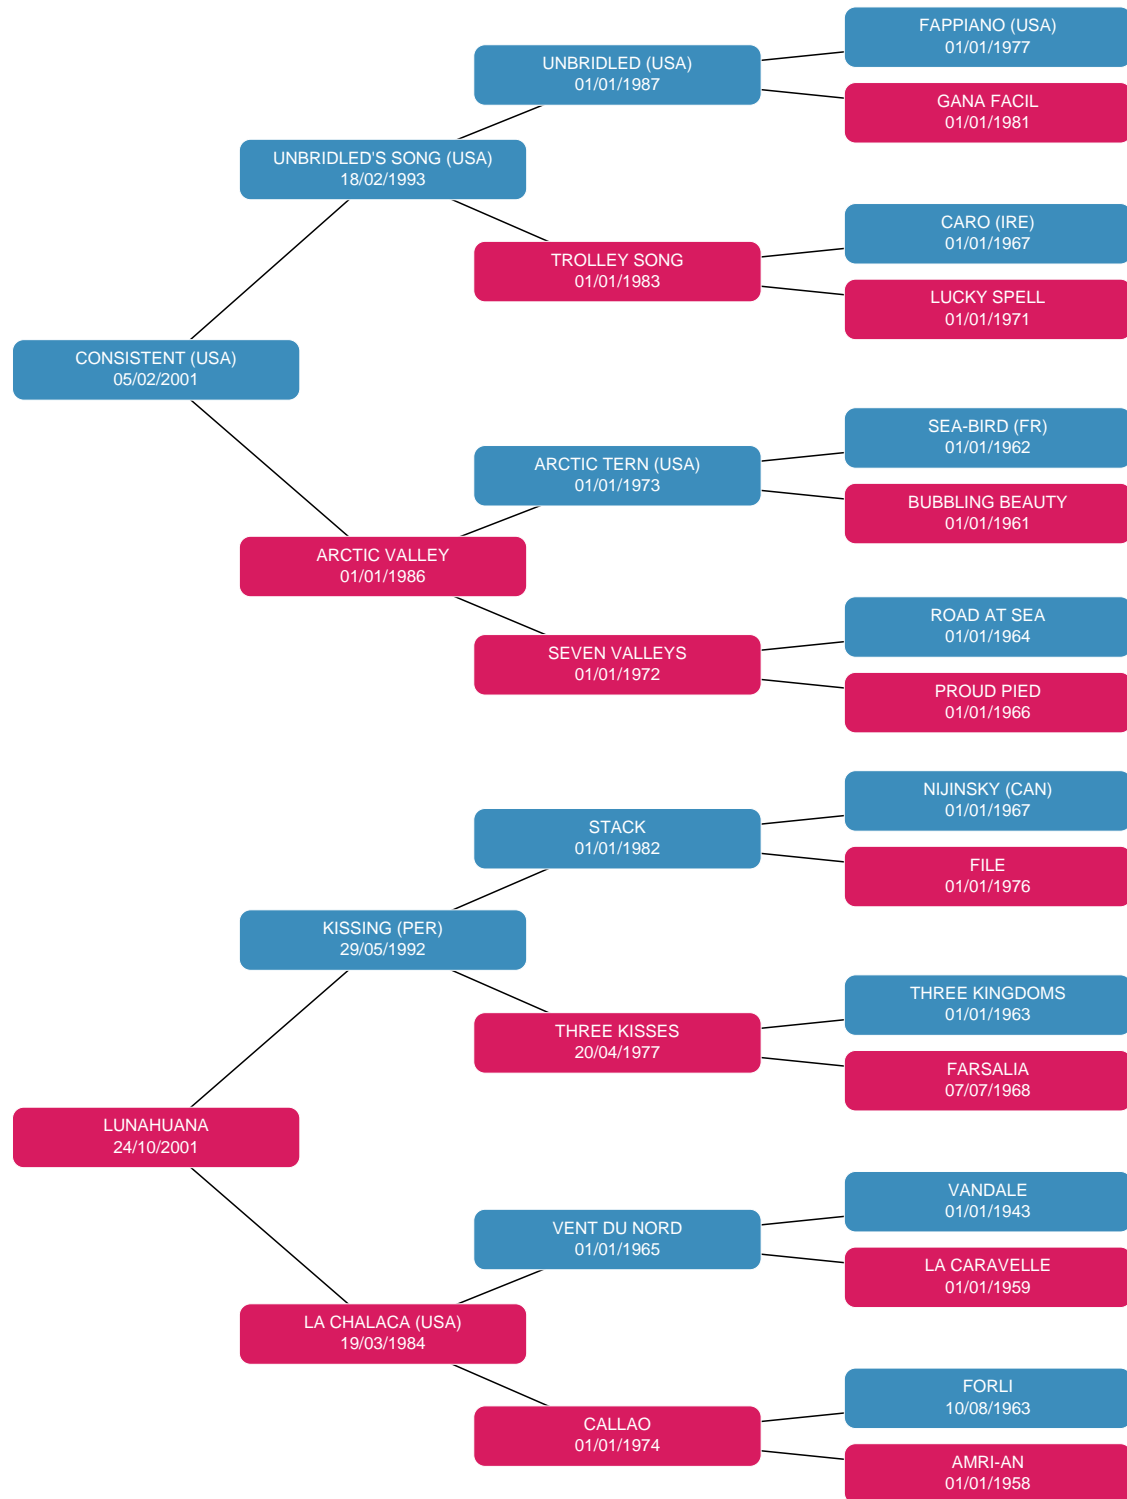 FAPPIANO (USA)
01/01/1977
UNBRIDLED (USA)
01/01/1987
GANA FACIL
01/01/1981
UNBRIDLED'S SONG (USA)
18/02/1993
CARO (IRE)
01/01/1967
TROLLEY SONG
01/01/1983
LUCKY SPELL
01/01/1971
CONSISTENT (USA)
05/02/2001
SEA-BIRD (FR)
01/01/1962
ARCTIC TERN (USA)
01/01/1973
BUBBLING BEAUTY
01/01/1961
ARCTIC VALLEY
01/01/1986
ROAD AT SEA
01/01/1964
SEVEN VALLEYS
01/01/1972
PROUD PIED
01/01/1966
NIJINSKY (CAN)
01/01/1967
STACK
01/01/1982
FILE
01/01/1976
KISSING (PER)
29/05/1992
THREE KINGDOMS
01/01/1963
THREE KISSES
20/04/1977
FARSALIA
07/07/1968
LUNAHUANA
24/10/2001
VANDALE
01/01/1943
VENT DU NORD
01/01/1965
LA CARAVELLE
01/01/1959
LA CHALACA (USA)
19/03/1984
FORLI
10/08/1963
CALLAO
01/01/1974
AMRI-AN
01/01/1958